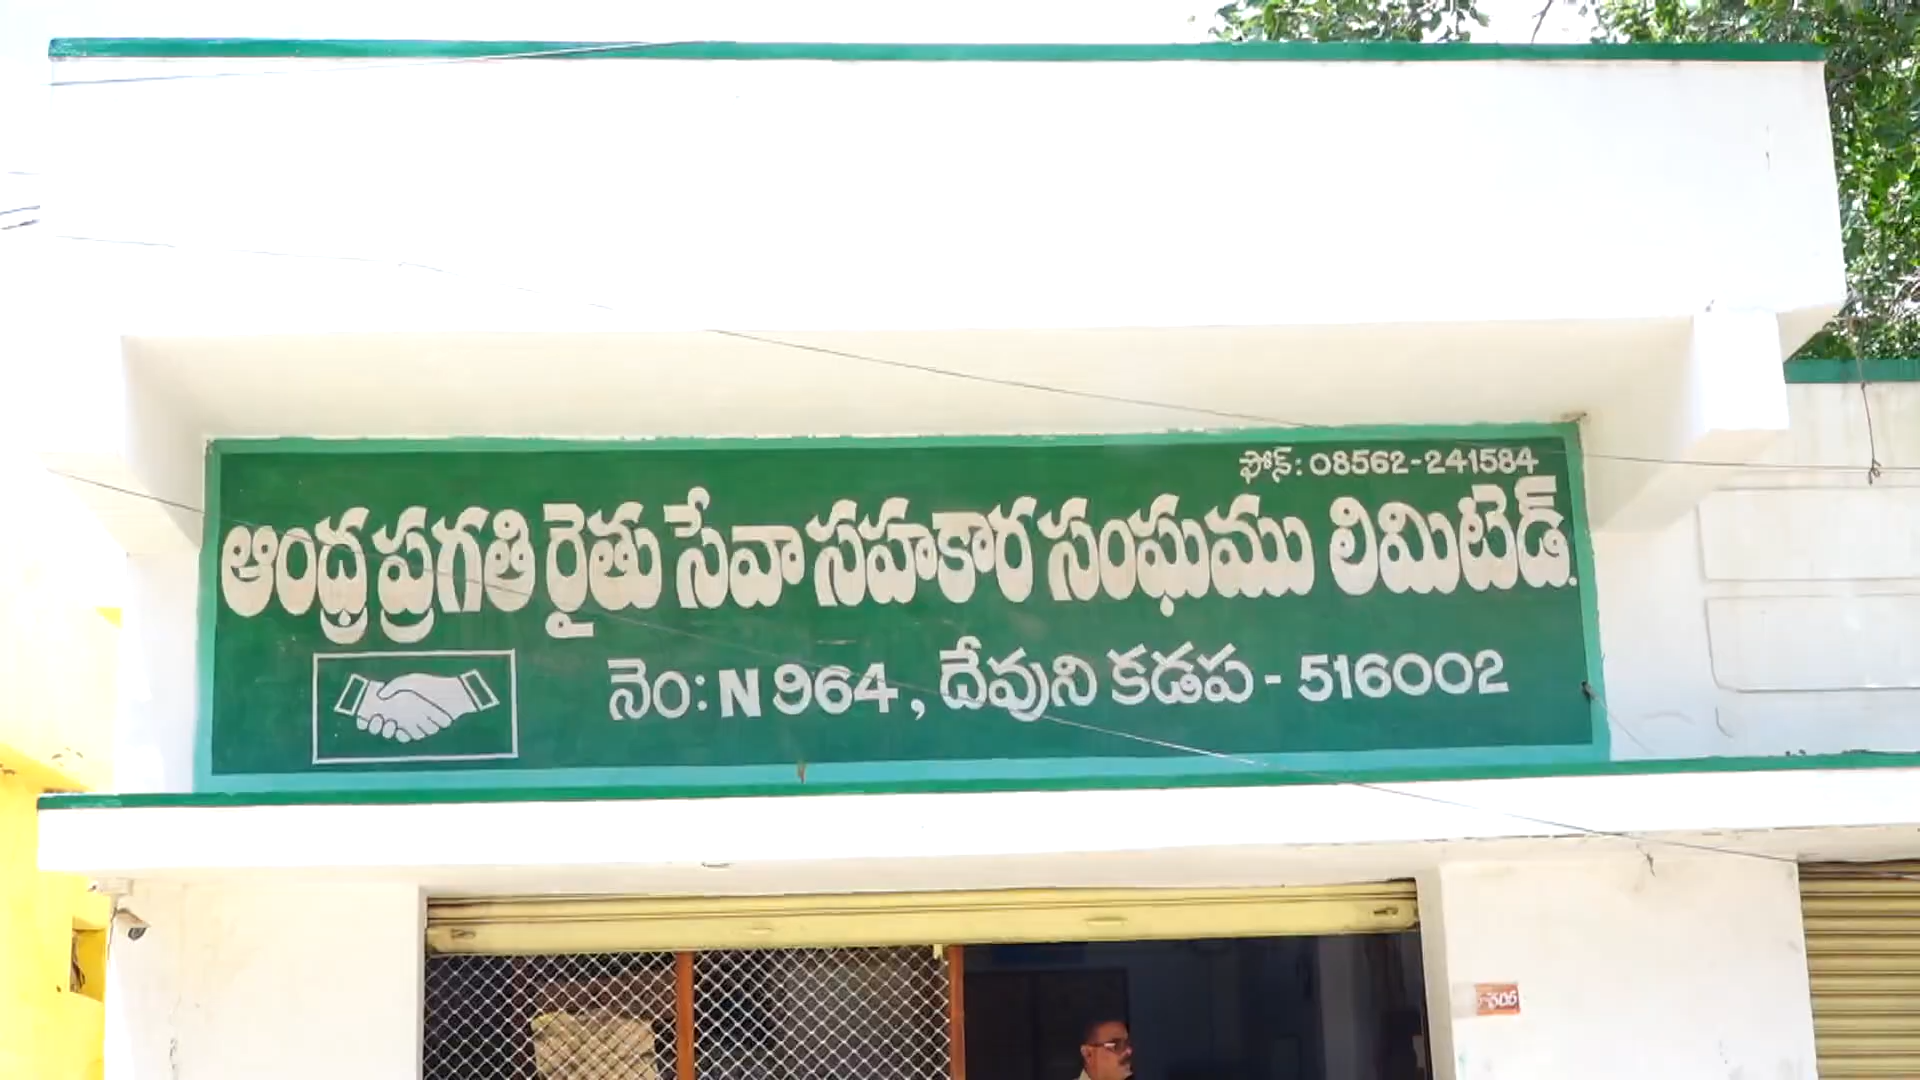 ఫోన్: 08562-241584
ఆంధ్ర ప్రగతి రైతు సేవా సహకార సంఘము లిమిటెడ్.
నెం: N 964, దేవుని కడప - 516002